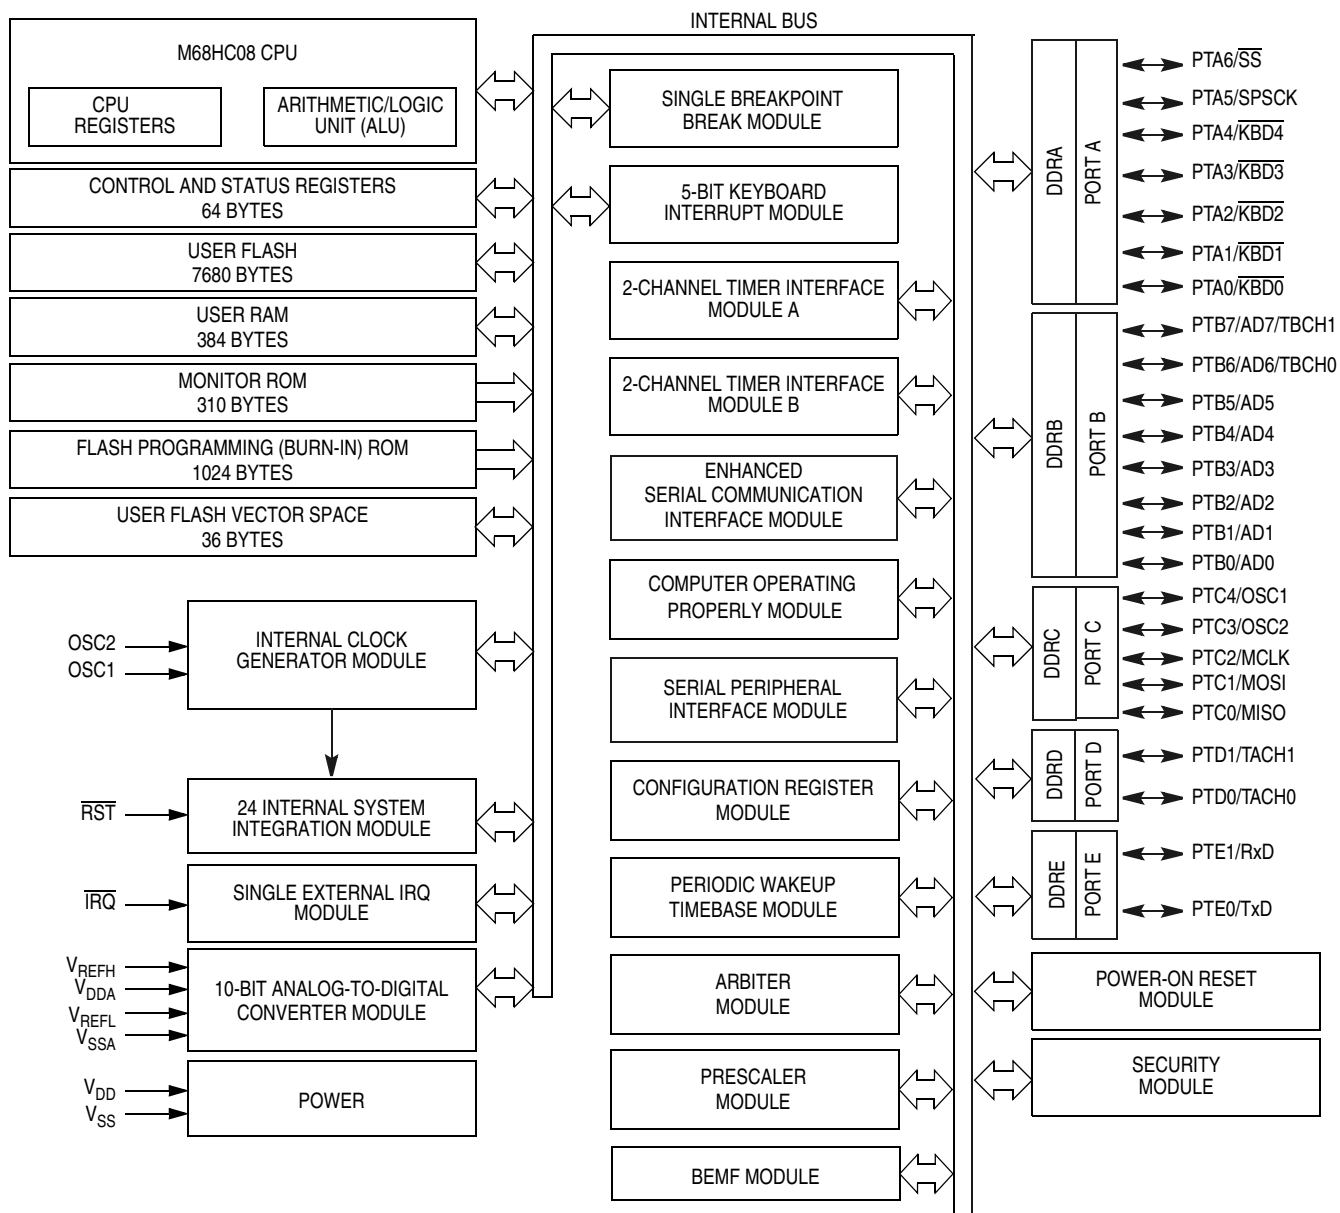 INTERNAL BUS
M68HC08 CPU
CPU
REGISTERS
ARITHMETIC/LOGIC
UNIT (ALU)
CONTROL AND STATUS REGISTERS
64 BYTES
USER FLASH
7680 BYTES
USER RAM
384 BYTES
MONITOR ROM
310 BYTES
FLASH PROGRAMMING (BURN-IN) ROM
1024 BYTES
USER FLASH VECTOR SPACE
36 BYTES
OSC2
OSC1
INTERNAL CLOCK
GENERATOR MODULE
R̅S̅T̅
24 INTERNAL SYSTEM
INTEGRATION MODULE
I̅R̅Q̅
SINGLE EXTERNAL IRQ
MODULE
VREFH
VDDA
VREFL
VSSA
10-BIT ANALOG-TO-DIGITAL
CONVERTER MODULE
VDD
VSS
POWER
SINGLE BREAKPOINT
BREAK MODULE
5-BIT KEYBOARD
INTERRUPT MODULE
2-CHANNEL TIMER INTERFACE
MODULE A
2-CHANNEL TIMER INTERFACE
MODULE B
ENHANCED
SERIAL COMMUNICATION
INTERFACE MODULE
COMPUTER OPERATING
PROPERLY MODULE
SERIAL PERIPHERAL
INTERFACE MODULE
CONFIGURATION REGISTER
MODULE
PERIODIC WAKEUP
TIMEBASE MODULE
ARBITER
MODULE
PRESCALER
MODULE
BEMF MODULE
DDRA
PORT A
PTA6/S̅S̅
PTA5/SPSCK
PTA4/K̅B̅D̅4̅
PTA3/K̅B̅D̅3̅
PTA2/K̅B̅D̅2̅
PTA1/K̅B̅D̅1̅
PTA0/K̅B̅D̅0̅
DDRB
PORT B
PTB7/AD7/TBCH1
PTB6/AD6/TBCH0
PTB5/AD5
PTB4/AD4
PTB3/AD3
PTB2/AD2
PTB1/AD1
PTB0/AD0
DDRC
PORT C
PTC4/OSC1
PTC3/OSC2
PTC2/MCLK
PTC1/MOSI
PTC0/MISO
DDRD
PORT D
PTD1/TACH1
PTD0/TACH0
DDRE
PORT E
PTE1/RxD
PTE0/TxD
POWER-ON RESET
MODULE
SECURITY
MODULE